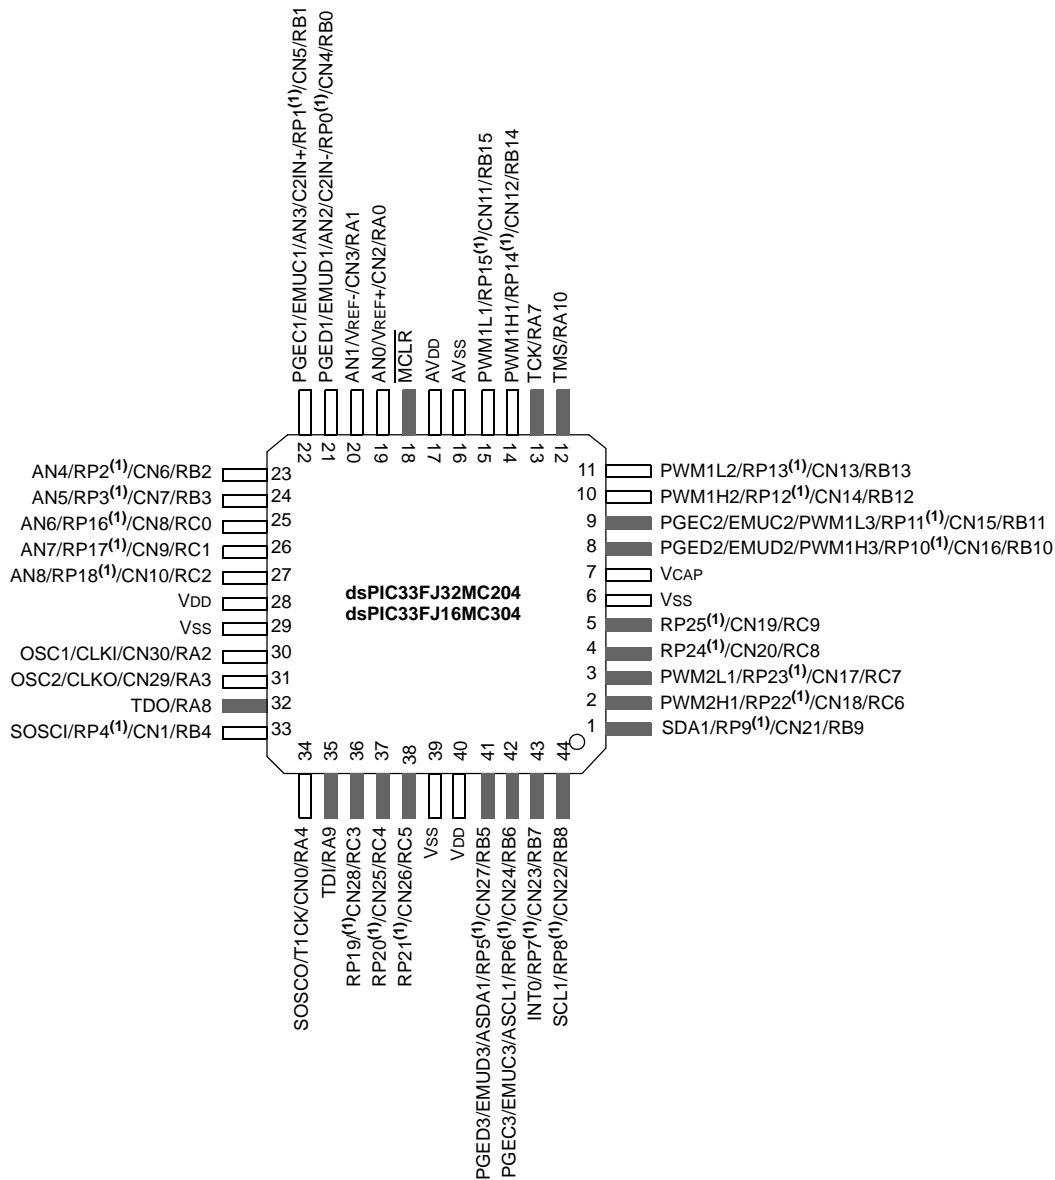 PGEC1/EMUC1/AN3/C2IN+/RP1(1)/CN5/RB1
PGED1/EMUD1/AN2/C2IN-/RP0(1)/CN4/RB0
AN1/VREF-/CN3/RA1
AN0/VREF+/CN2/RA0
MCLR
AVDD
AVSS
PWM1L1/RP15(1)/CN11/RB15
PWM1H1/RP14(1)/CN12/RB14
TCK/RA7
TMS/RA10
22 21 20 19 18 17 16 15 14 13 12
AN4/RP2(1)/CN6/RB2 23
AN5/RP3(1)/CN7/RB3 24
AN6/RP16(1)/CN8/RC0 25
AN7/RP17(1)/CN9/RC1 26
AN8/RP18(1)/CN10/RC2 27
VDD 28
VSS 29
OSC1/CLKI/CN30/RA2 30
OSC2/CLKO/CN29/RA3 31
TDO/RA8 32
SOSCI/RP4(1)/CN1/RB4 33
dsPIC33FJ32MC204
dsPIC33FJ16MC304
11 PWM1L2/RP13(1)/CN13/RB13
10 PWM1H2/RP12(1)/CN14/RB12
9 PGEC2/EMUC2/PWM1L3/RP11(1)/CN15/RB11
8 PGED2/EMUD2/PWM1H3/RP10(1)/CN16/RB10
7 VCAP
6 VSS
5 RP25(1)/CN19/RC9
4 RP24(1)/CN20/RC8
3 PWM2L1/RP23(1)/CN17/RC7
2 PWM2H1/RP22(1)/CN18/RC6
1 SDA1/RP9(1)/CN21/RB9
34 35 36 37 38 39 40 41 42 43 44
SOSCO/T1CK/CN0/RA4
TDI/RA9
RP19/(1)CN28/RC3
RP20(1)/CN25/RC4
RP21(1)/CN26/RC5
VSS
VDD
PGED3/EMUD3/ASDA1/RP5(1)/CN27/RB5
PGEC3/EMUC3/ASCL1/RP6(1)/CN24/RB6
INT0/RP7(1)/CN23/RB7
SCL1/RP8(1)/CN22/RB8